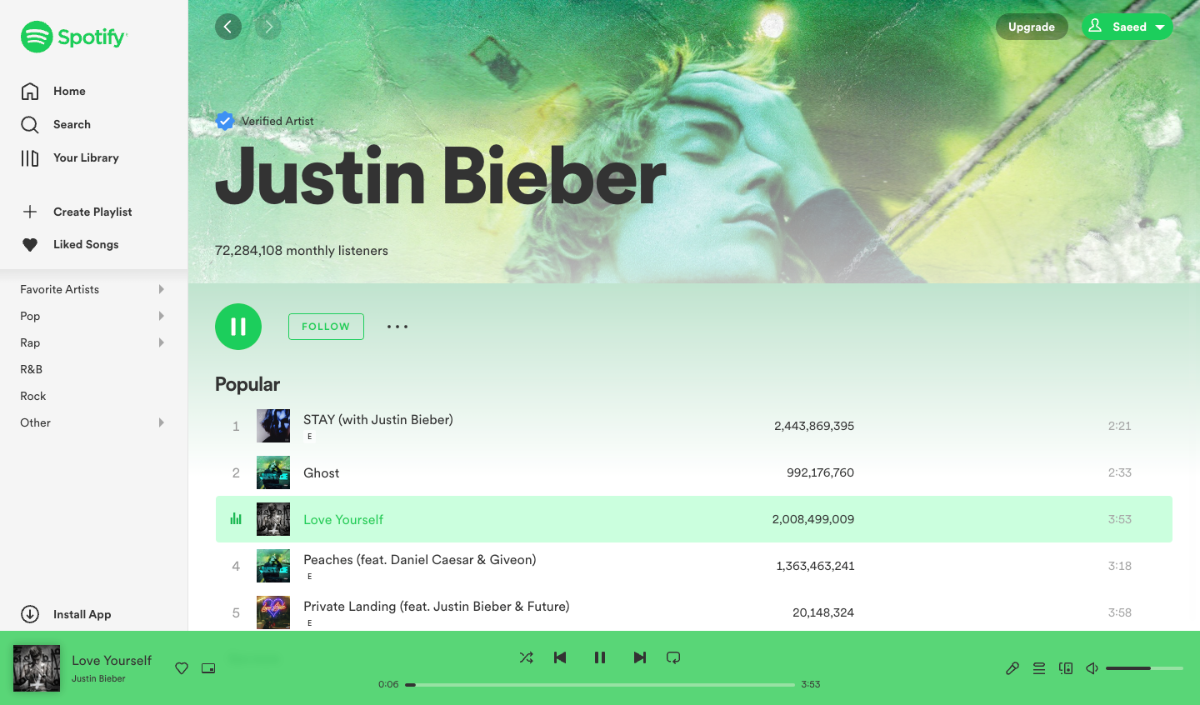 Spotify
Home
Search
Your Library
Create Playlist
Liked Songs
Favorite Artists
Pop
Rap
R&B
Rock
Other
Install App
Upgrade
Saeed
Verified Artist
Justin Bieber
72,284,108 monthly listeners
FOLLOW
Popular
1 STAY (with Justin Bieber) 2,443,869,395 2:21
E
2 Ghost 992,176,760 2:33
Love Yourself 2,008,499,009 3:53
4 Peaches (feat. Daniel Caesar & Giveon) 1,363,463,241 3:18
E
5 Private Landing (feat. Justin Bieber & Future) 20,148,324 3:58
E
Love Yourself
Justin Bieber
0:06 3:53